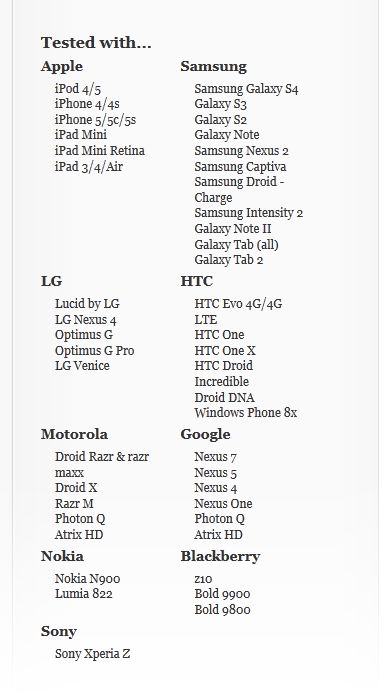 Tested with...
Apple
iPod 4/5
iPhone 4/4s
iPhone 5/5c/5s
iPad Mini
iPad Mini Retina
iPad 3/4/Air
Samsung
Samsung Galaxy S4
Galaxy S3
Galaxy S2
Galaxy Note
Samsung Nexus 2
Samsung Captiva
Samsung Droid -
Charge
Samsung Intensity 2
Galaxy Note II
Galaxy Tab (all)
Galaxy Tab 2
LG
Lucid by LG
LG Nexus 4
Optimus G
Optimus G Pro
LG Venice
HTC
HTC Evo 4G/4G
LTE
HTC One
HTC One X
HTC Droid
Incredible
Droid DNA
Windows Phone 8x
Motorola
Droid Razr & razr
maxx
Droid X
Razr M
Photon Q
Atrix HD
Google
Nexus 7
Nexus 5
Nexus 4
Nexus One
Photon Q
Atrix HD
Nokia
Nokia N900
Lumia 822
Blackberry
z10
Bold 9900
Bold 9800
Sony
Sony Xperia Z